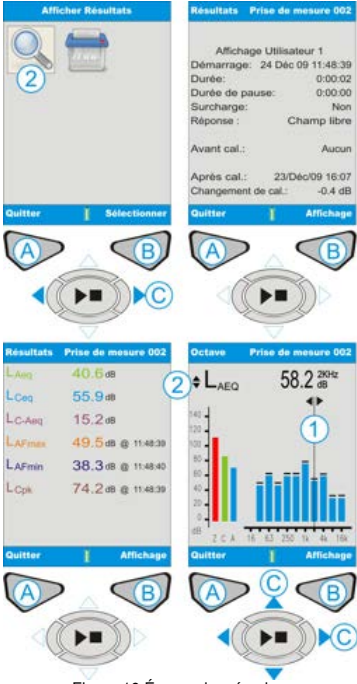 Afficher Résultats
2
Quitter Sélectionner
A B
C
Résultats Prise de mesure 002
Affichage Utilisateur 1
Démarrage: 24 Déc 09 11:48:39
Durée: 0:00:02
Durée de pause: 0:00:00
Surcharge: Non
Réponse : Champ libre
Avant cal.: Aucun
Après cal.: 23/Déc/09 16:07
Changement de cal.: -0.4 dB
Quitter Affichage
A B
Résultats Prise de mesure 002
LAeq 40.6 dB
LCeq 55.9 dB
LC-Aeq 15.2 dB
LAFmax 49.5 dB @ 11:48:39
LAFmin 38.3 dB @ 11:48:40
LCpk 74.2 dB @ 11:48:39
Quitter Affichage
A B
Octave Prise de mesure 002
2 LAEQ 58.2 dB 2KHz
1
140
120
100
80
60
40
20
0
dB Z C A 16 63 250 1k 4k 16k
Quitter Affichage
A C B
C